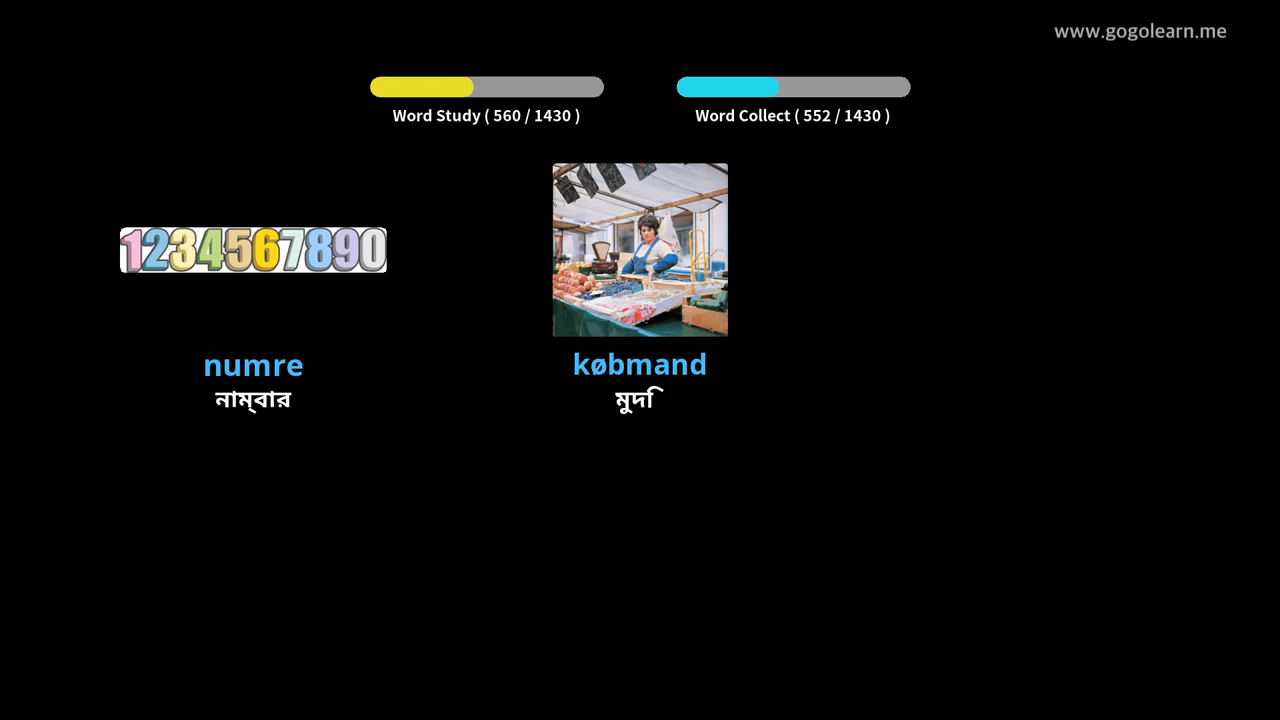 www.gogolearn.me
Word Study ( 560 / 1430 )
Word Collect ( 552 / 1430 )
1234567890
numre
নাম্বার
købmand
মুদি